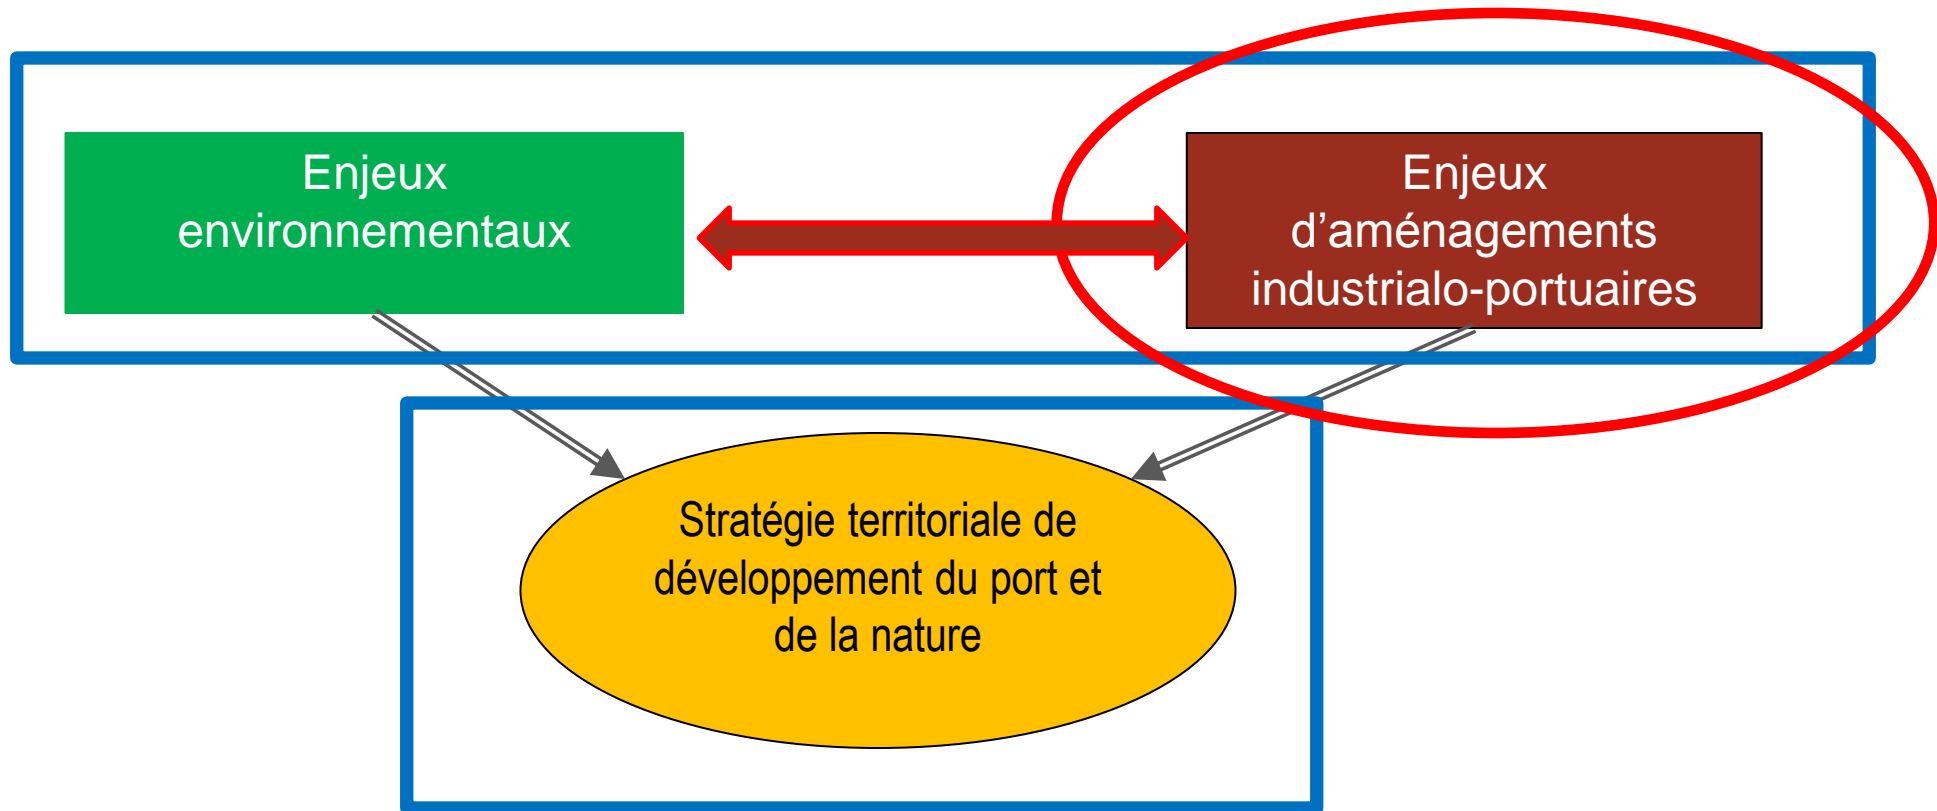 Enjeux
environnementaux
Enjeux
d’aménagements
industrialo-portuaires
Stratégie territoriale de
développement du port et
de la nature